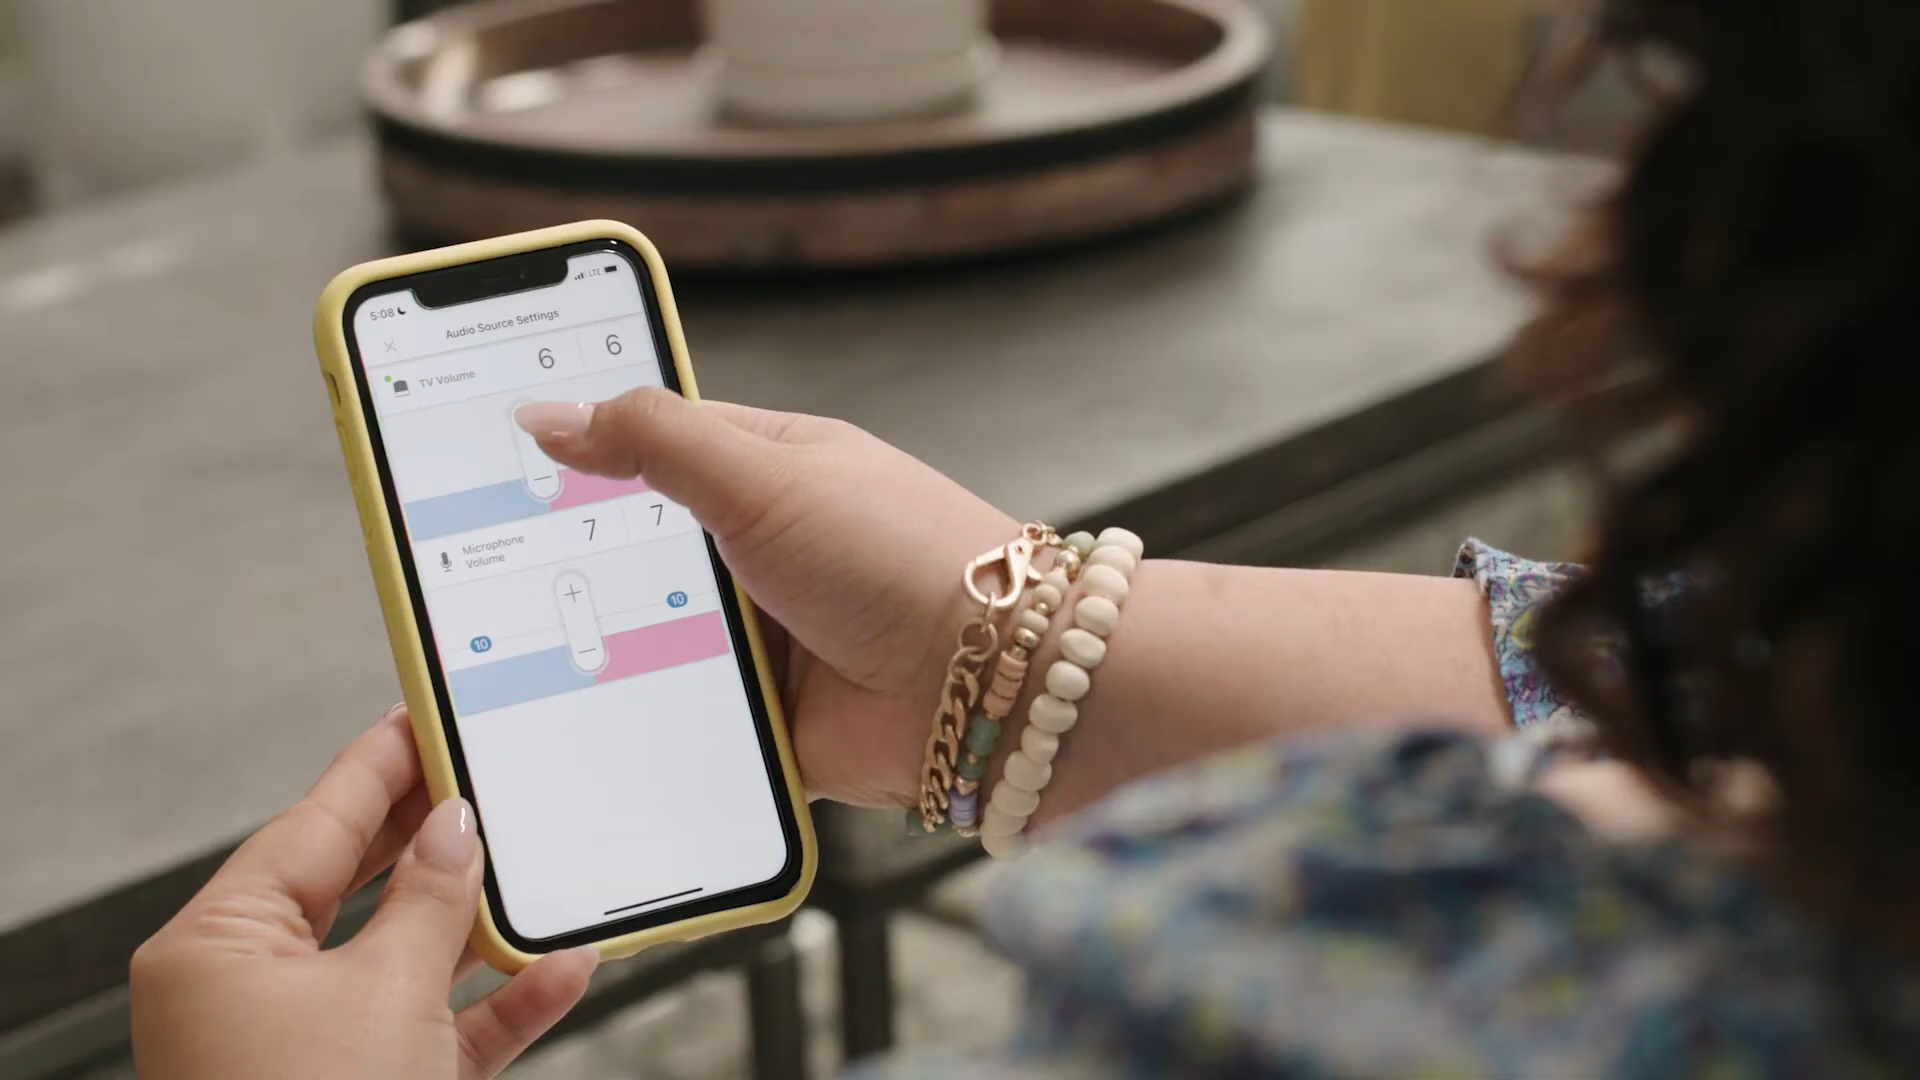 5:08 LTE
Audio Source Settings
TV Volume 6 6
−
Microphone
Volume 7 7
+
10 10
−